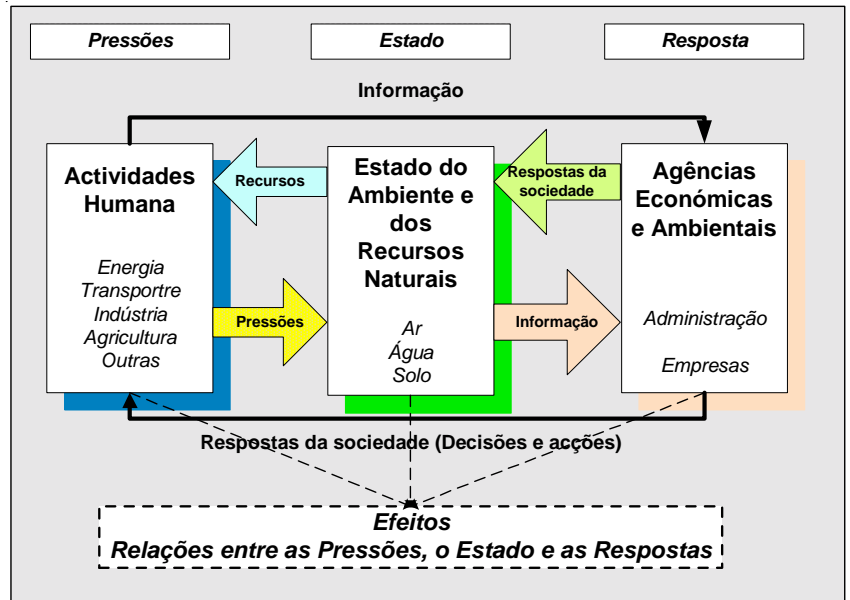 Pressões
Estado
Resposta
Informação
Actividades
Humana
Energia
Transportre
Indústria
Agricultura
Outras
Recursos
Pressões
Estado do
Ambiente e
dos
Recursos
Naturais
Ar
Água
Solo
Respostas da
sociedade
Informação
Agências
Económicas
e Ambientais
Administração
Empresas
Respostas da sociedade (Decisões e acções)
Efeitos
Relações entre as Pressões, o Estado e as Respostas